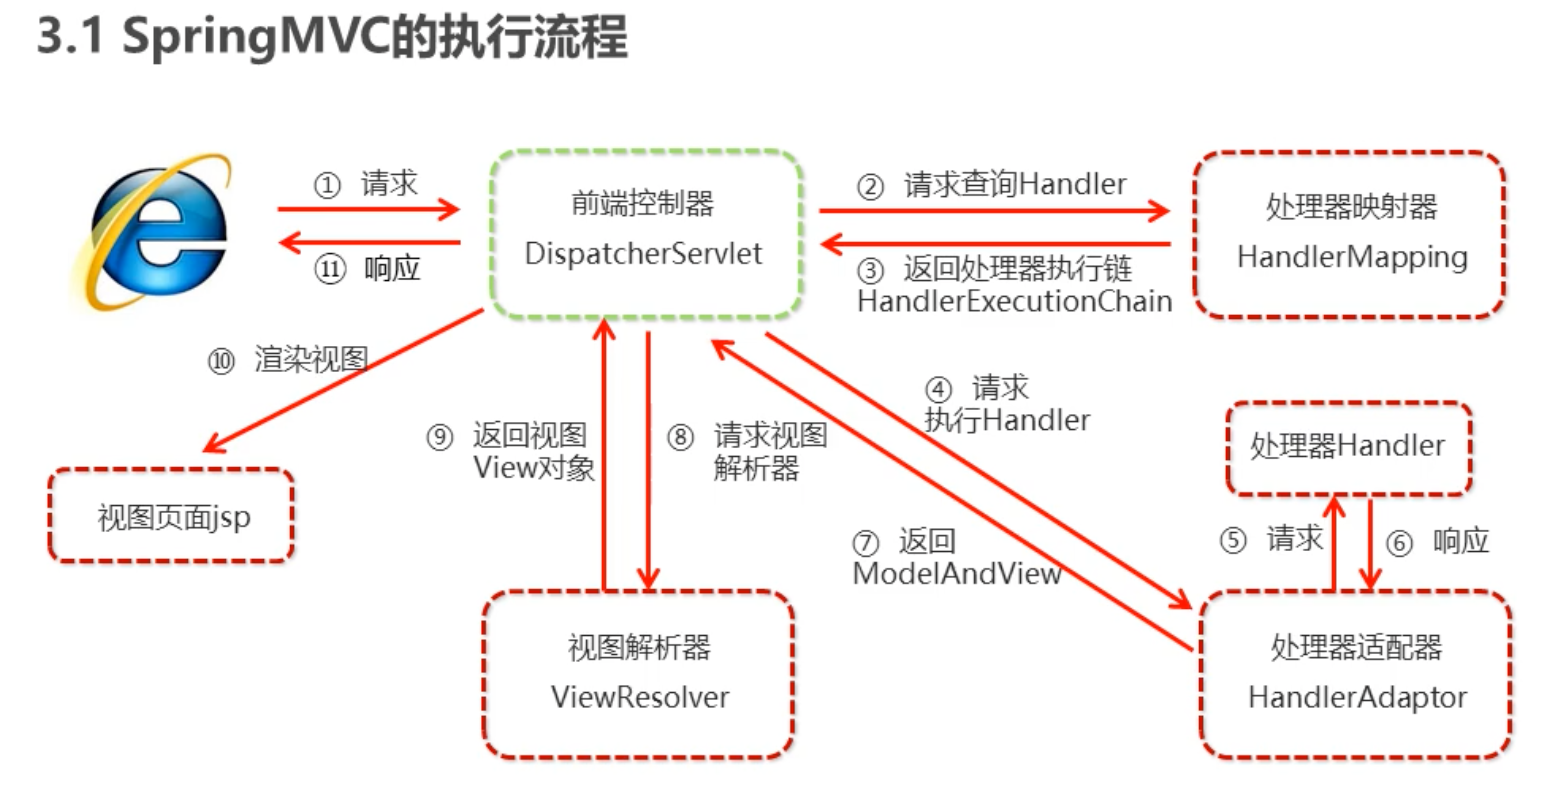 3.1 SpringMVC的执行流程
① 请求
⑪ 响应
前端控制器
DispatcherServlet
② 请求查询Handler
③ 返回处理器执行链
HandlerExecutionChain
处理器映射器
HandlerMapping
④ 请求
执行Handler
处理器Handler
⑤ 请求
⑥ 响应
处理器适配器
HandlerAdaptor
⑦ 返回
ModelAndView
⑧ 请求视图
解析器
⑨ 返回视图
View对象
视图解析器
ViewResolver
⑩ 渲染视图
视图页面jsp